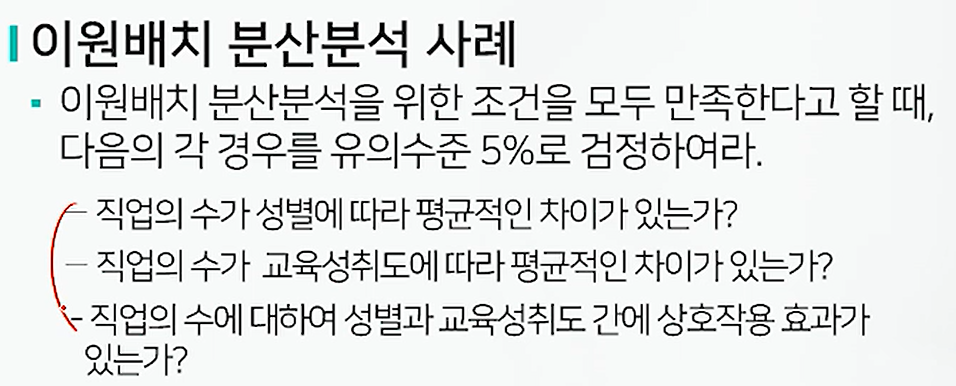 이원배치 분산분석 사례
▪ 이원배치 분산분석을 위한 조건을 모두 만족한다고 할 때,
다음의 각 경우를 유의수준 5%로 검정하여라.
– 직업의 수가 성별에 따라 평균적인 차이가 있는가?
– 직업의 수가 교육성취도에 따라 평균적인 차이가 있는가?
- 직업의 수에 대하여 성별과 교육성취도 간에 상호작용 효과가
있는가?